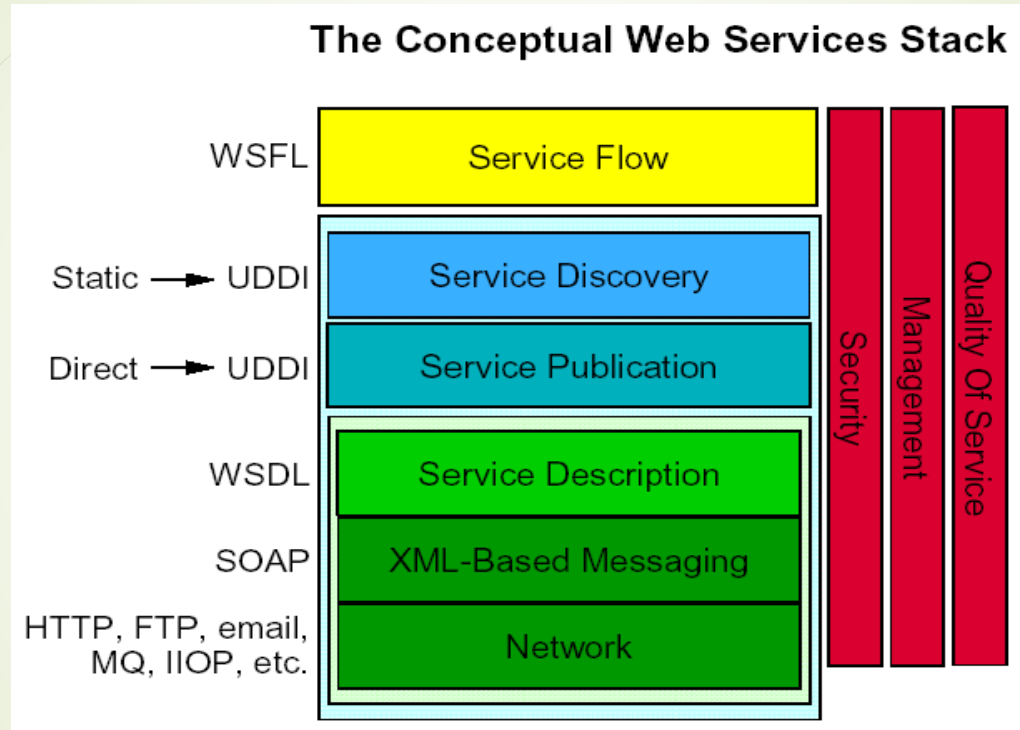 The Conceptual Web Services Stack
WSFL
Service Flow
Static → UDDI
Service Discovery
Direct → UDDI
Service Publication
WSDL
Service Description
SOAP
XML-Based Messaging
HTTP, FTP, email,
MQ, IIOP, etc.
Network
Security
Management
Quality Of Service